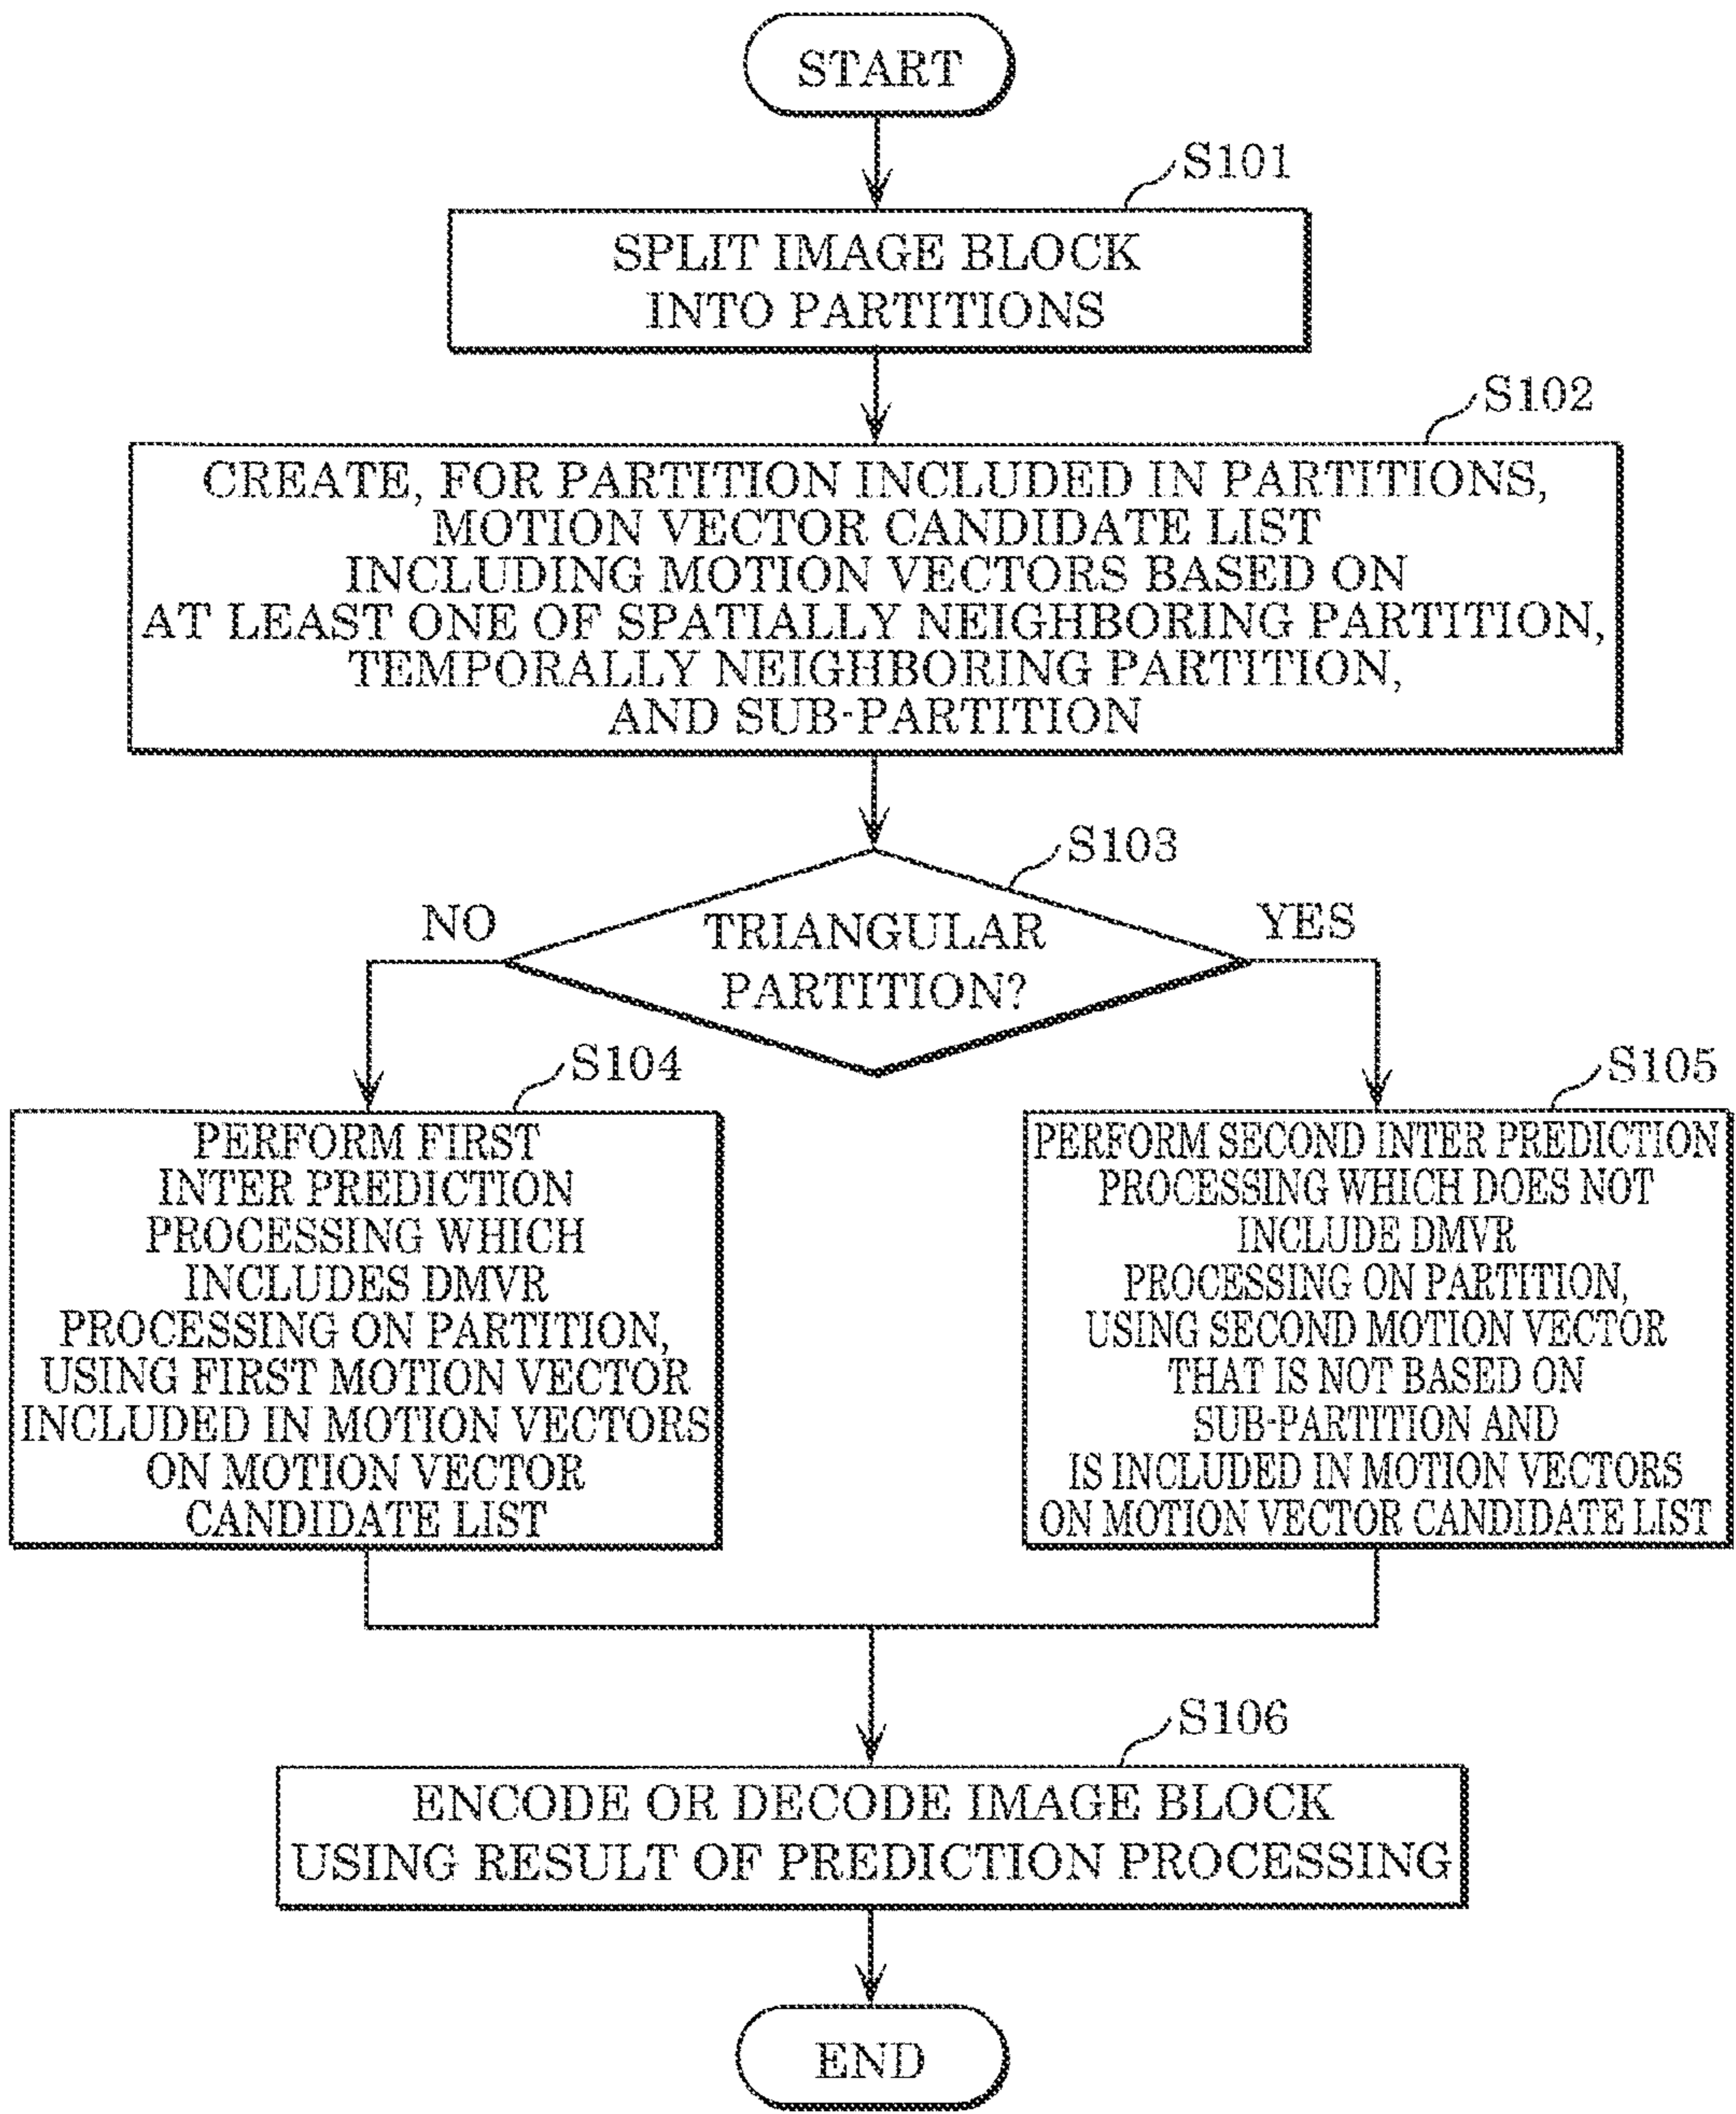 START
S101
SPLIT IMAGE BLOCK
INTO PARTITIONS
S102
CREATE, FOR PARTITION INCLUDED IN PARTITIONS,
MOTION VECTOR CANDIDATE LIST
INCLUDING MOTION VECTORS BASED ON
AT LEAST ONE OF SPATIALLY NEIGHBORING PARTITION,
TEMPORALLY NEIGHBORING PARTITION,
AND SUB-PARTITION
S103
NO
TRIANGULAR
PARTITION?
YES
S104
PERFORM FIRST
INTER PREDICTION
PROCESSING WHICH
INCLUDES DMVR
PROCESSING ON PARTITION,
USING FIRST MOTION VECTOR
INCLUDED IN MOTION VECTORS
ON MOTION VECTOR
CANDIDATE LIST
S105
PERFORM SECOND INTER PREDICTION
PROCESSING WHICH DOES NOT
INCLUDE DMVR
PROCESSING ON PARTITION,
USING SECOND MOTION VECTOR
THAT IS NOT BASED ON
SUB-PARTITION AND
IS INCLUDED IN MOTION VECTORS
ON MOTION VECTOR CANDIDATE LIST
S106
ENCODE OR DECODE IMAGE BLOCK
USING RESULT OF PREDICTION PROCESSING
END